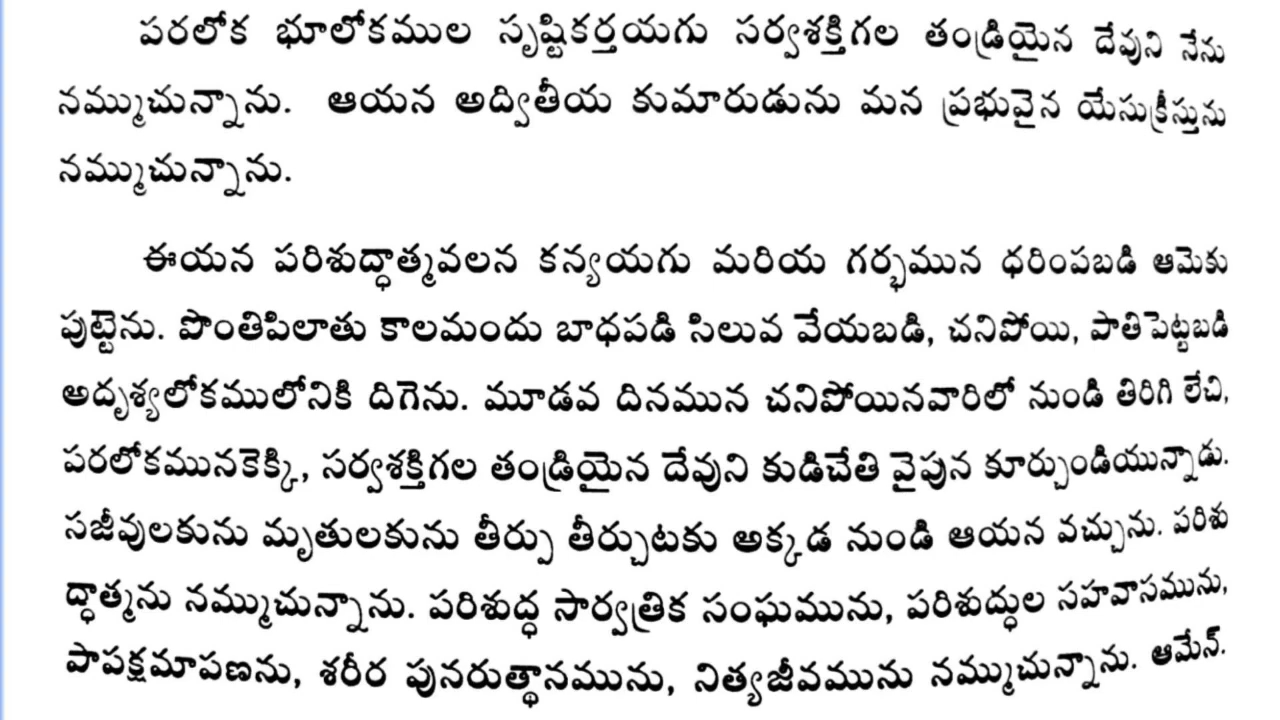 పరలోక భూలోకముల సృష్టికర్తయగు సర్వశక్తిగల తండ్రియైన దేవుని నేను
నమ్ముచున్నాను. ఆయన అద్వితీయ కుమారుడును మన ప్రభువైన యేసుక్రీస్తును
నమ్ముచున్నాను.
ఈయన పరిశుద్ధాత్మవలన కన్యయగు మరియ గర్భమున ధరింపబడి ఆమెకు
పుట్టెను. పొంతిపిలాతు కాలమందు బాధపడి సిలువ వేయబడి, చనిపోయి, పాతిపెట్టబడి
అదృశ్యలోకములోనికి దిగెను. మూడవ దినమున చనిపోయినవారిలో నుండి తిరిగి లేచి,
పరలోకమునకెక్కి, సర్వశక్తిగల తండ్రియైన దేవుని కుడిచేతి వైపున కూర్చుండియున్నాడు.
సజీవులకును మృతులకును తీర్పు తీర్చుటకు అక్కడ నుండి ఆయన వచ్చును. పరిశు
ద్ధాత్మను నమ్ముచున్నాను. పరిశుద్ధ సార్వత్రిక సంఘమును, పరిశుద్ధుల సహవాసమును,
పాపక్షమాపణను, శరీర పునరుత్థానమును, నిత్యజీవమును నమ్ముచున్నాను. ఆమేన్.